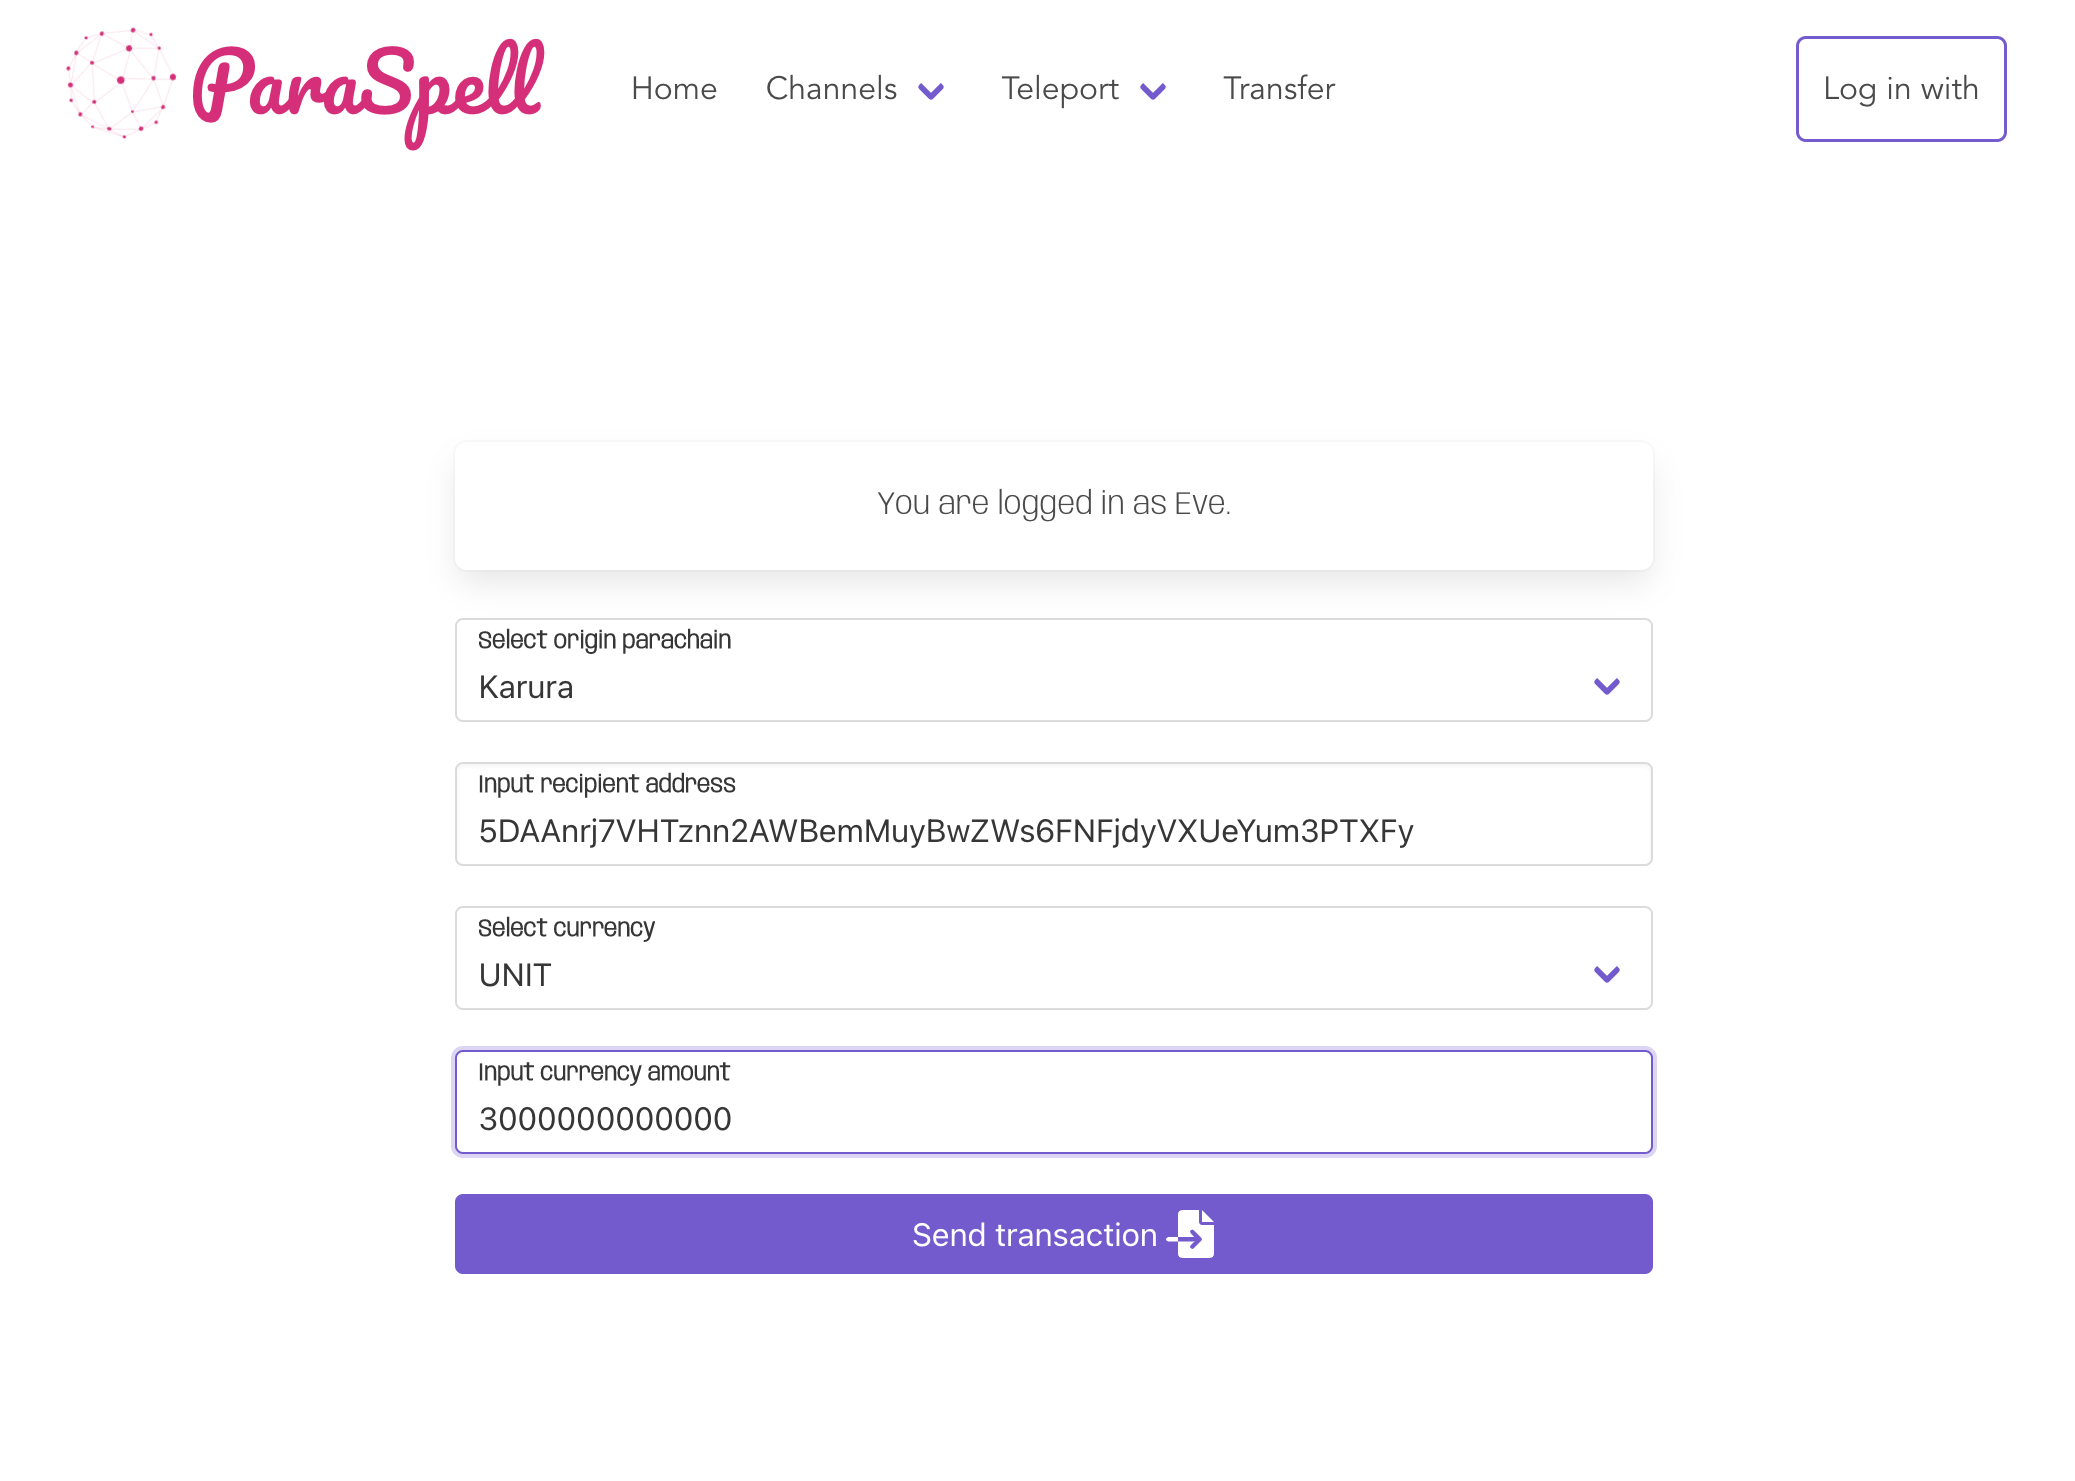 ParaSpell
Home Channels Teleport Transfer Log in with
You are logged in as Eve.
Select origin parachain
Karura
Input recipient address
5DAAnrj7VHTznn2AWBemMuyBwZWs6FNFjdyVXUeYum3PTXFy
Select currency
UNIT
Input currency amount
3000000000000
Send transaction